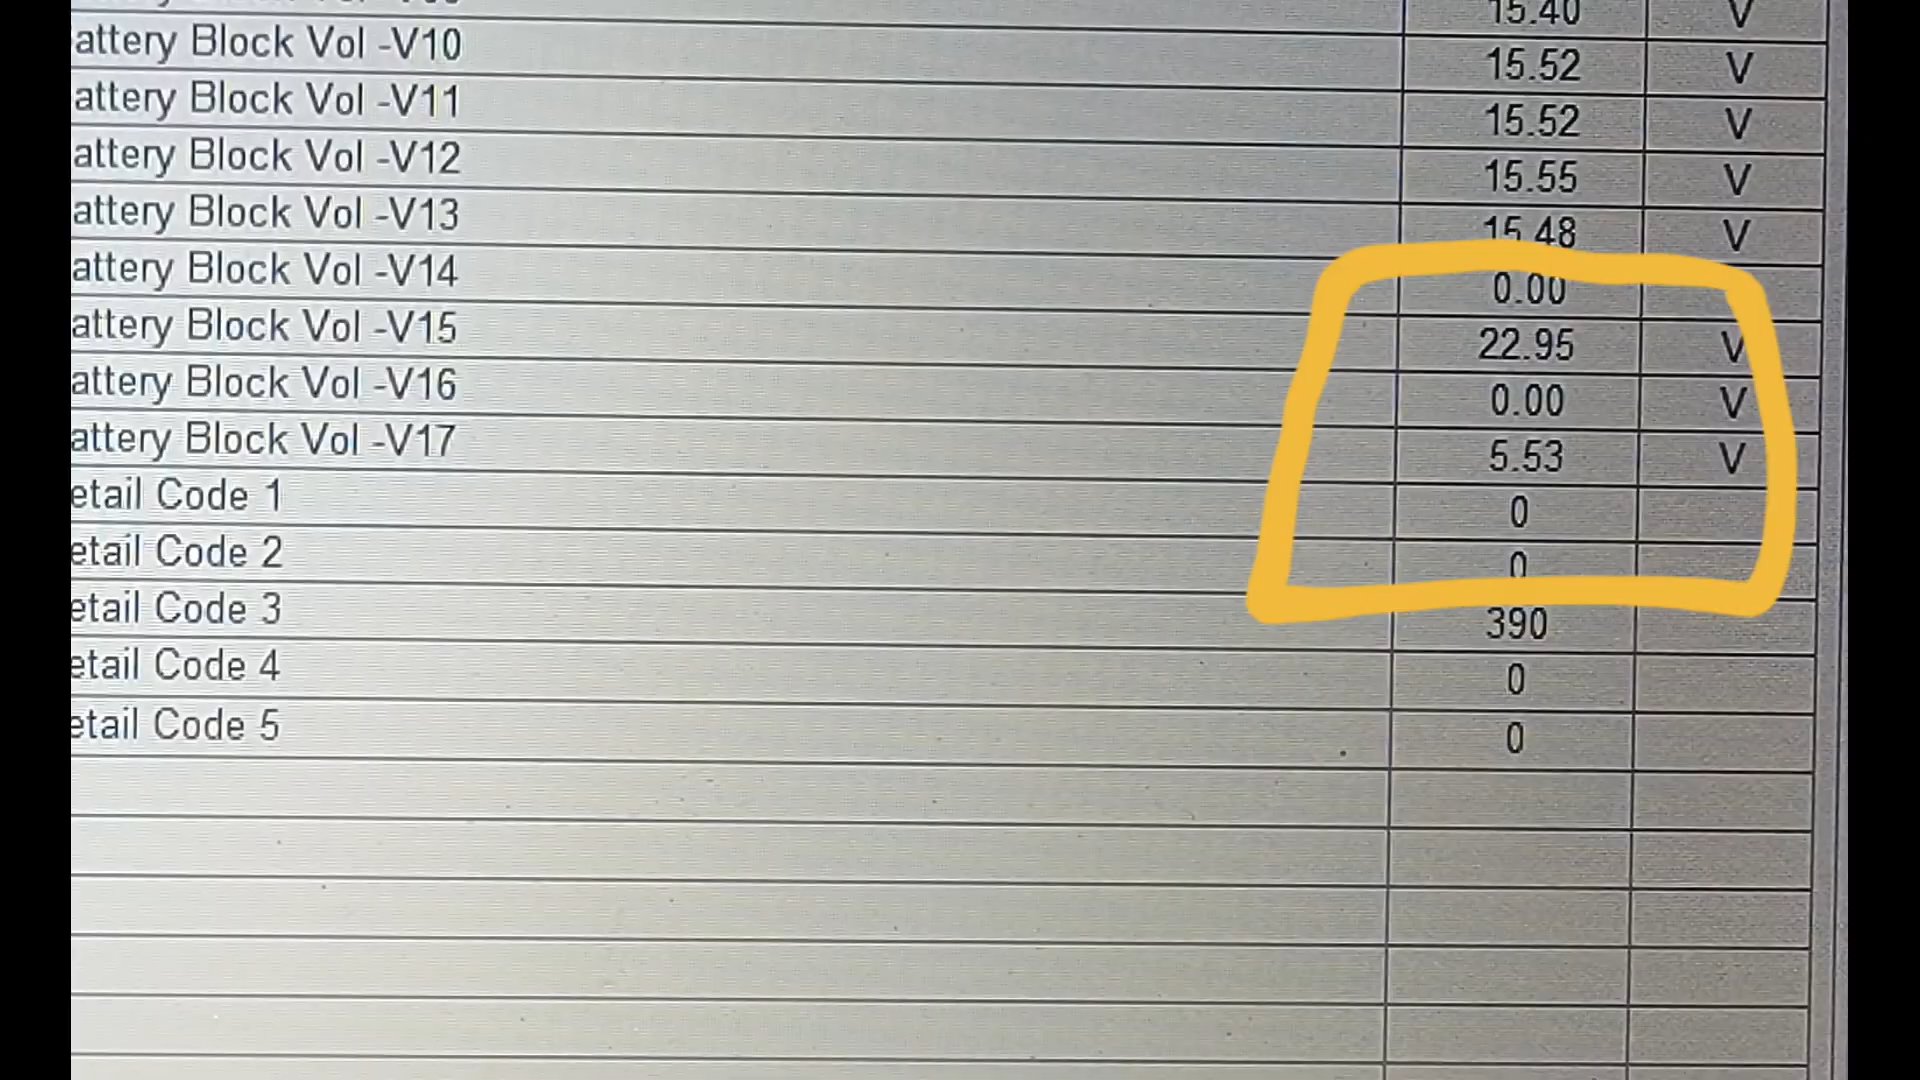 15.40 V
attery Block Vol -V10 15.52 V
attery Block Vol -V11 15.52 V
attery Block Vol -V12 15.55 V
attery Block Vol -V13 15.48 V
attery Block Vol -V14 0.00
attery Block Vol -V15 22.95 V
attery Block Vol -V16 0.00 V
attery Block Vol -V17 5.53 V
etail Code 1 0
etail Code 2 0
etail Code 3 390
etail Code 4 0
etail Code 5 0